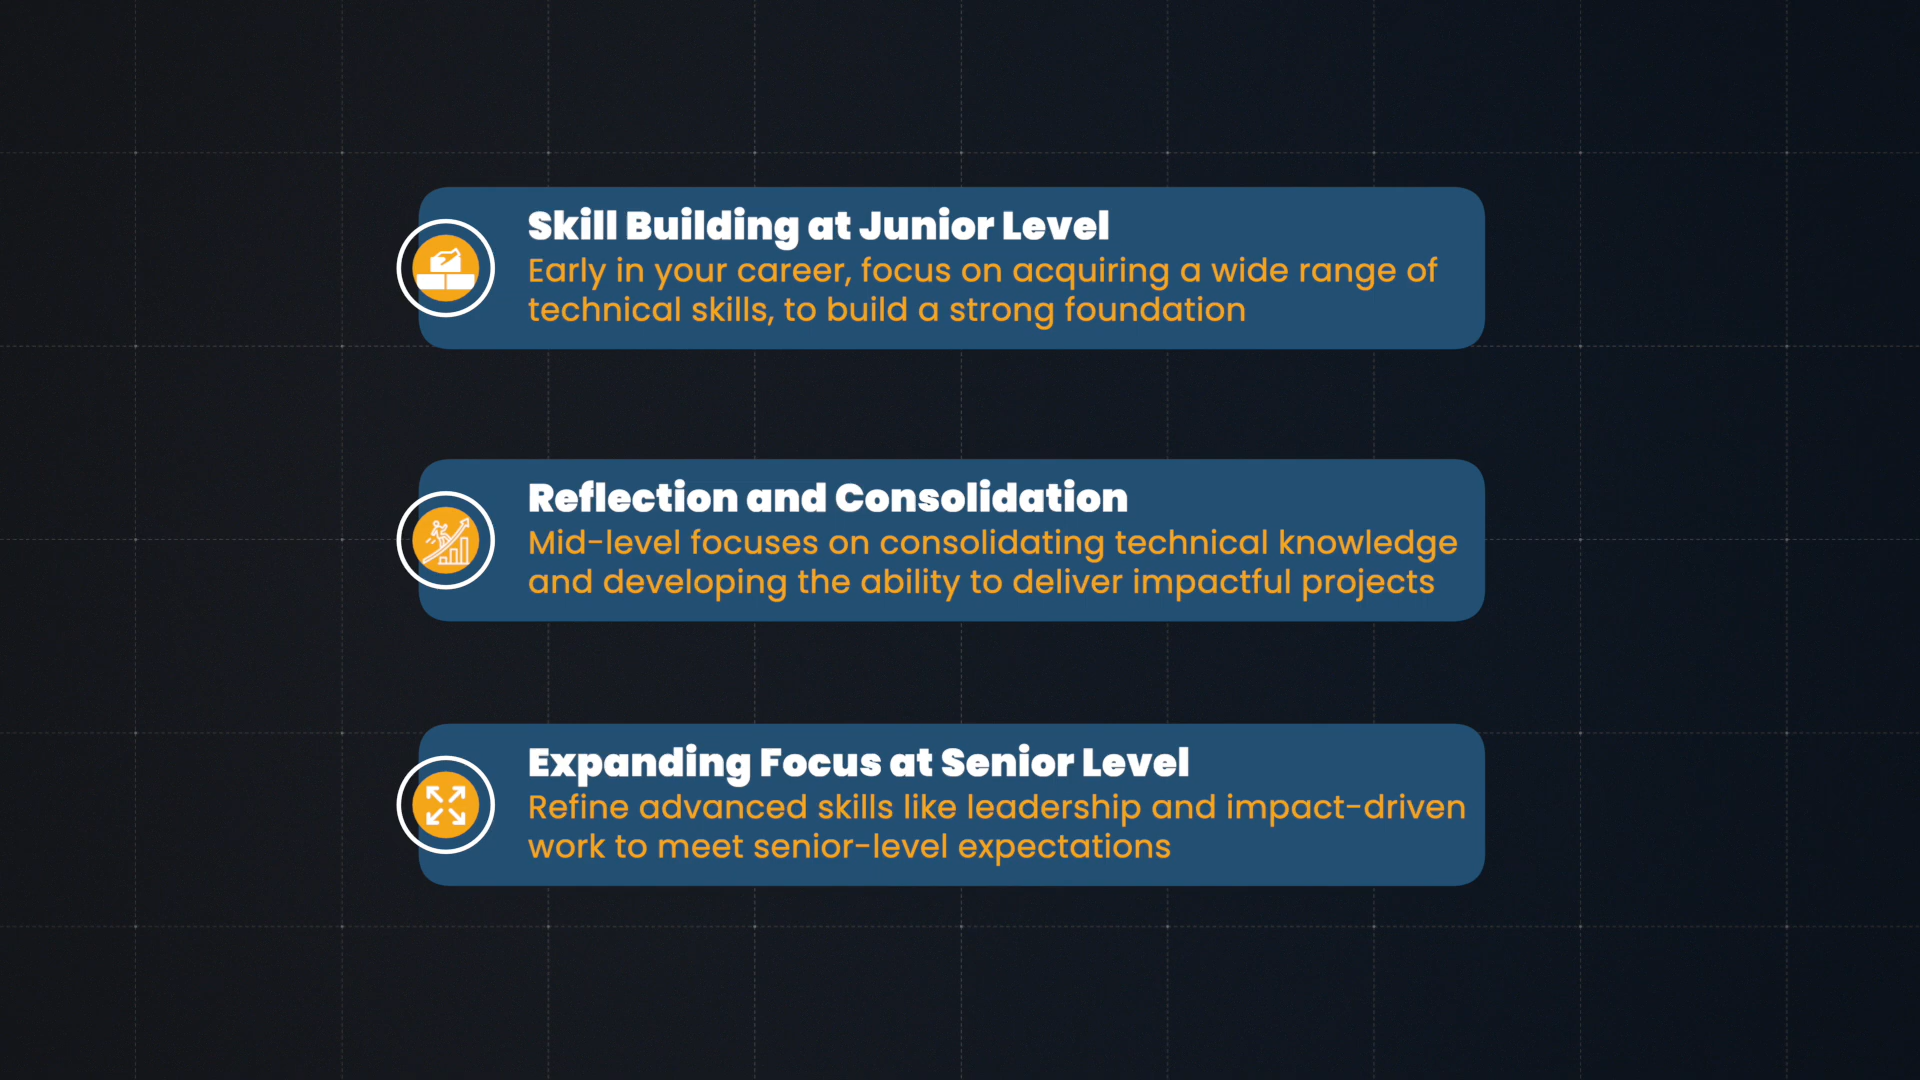 Skill Building at Junior Level
Early in your career, focus on acquiring a wide range of
technical skills, to build a strong foundation
Reflection and Consolidation
Mid-level focuses on consolidating technical knowledge
and developing the ability to deliver impactful projects
Expanding Focus at Senior Level
Refine advanced skills like leadership and impact-driven
work to meet senior-level expectations